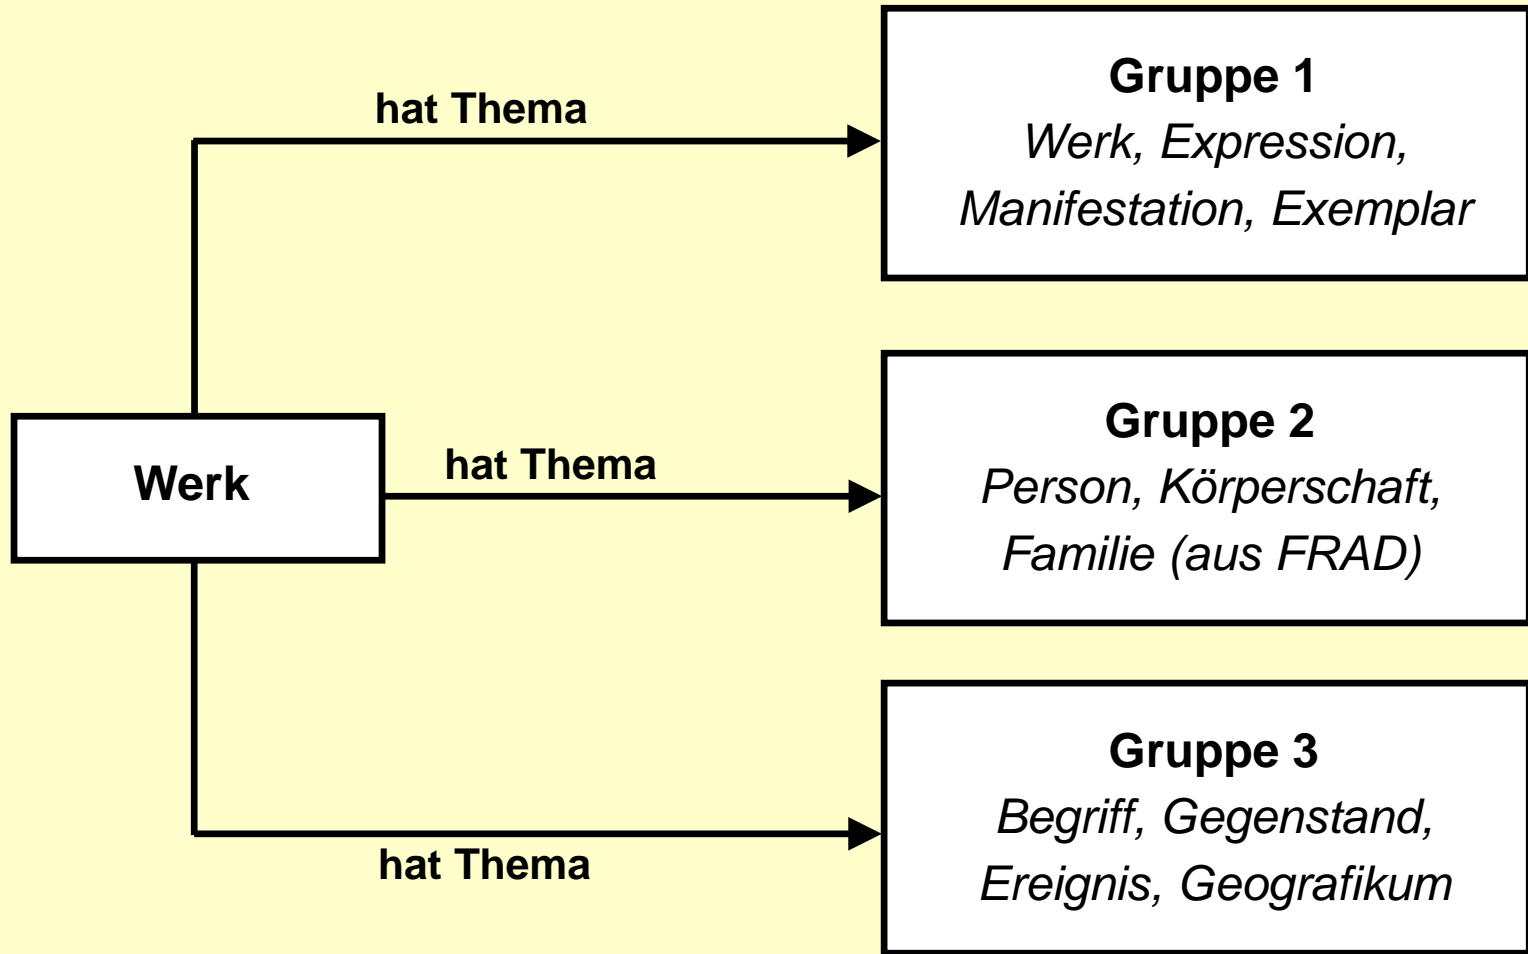 Gruppe 1
hat Thema
Werk, Expression,
Manifestation, Exemplar
Gruppe 2
hat Thema
Werk
Person, Körperschaft,
Familie (aus FRAD)
Gruppe 3
Begriff, Gegenstand,
hat Thema
Ereignis, Geografikum